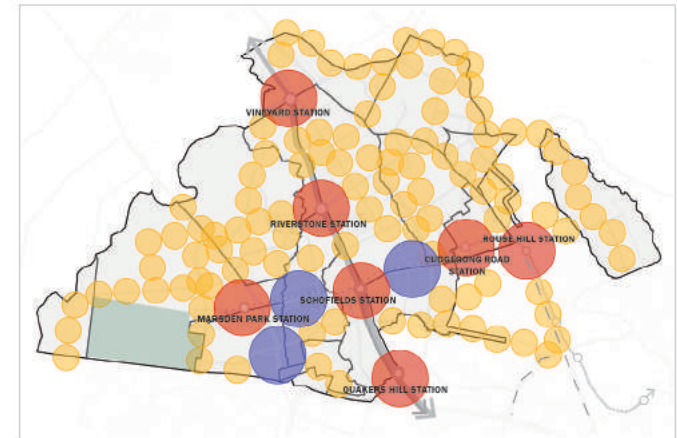 VINEYARD STATION
RIVERSTONE STATION
ROUSE HILL STATION
CUDGEGONG ROAD
STATION
SCHOFIELDS STATION
MARSDEN PARK STATION
QUAKERS HILL STATION